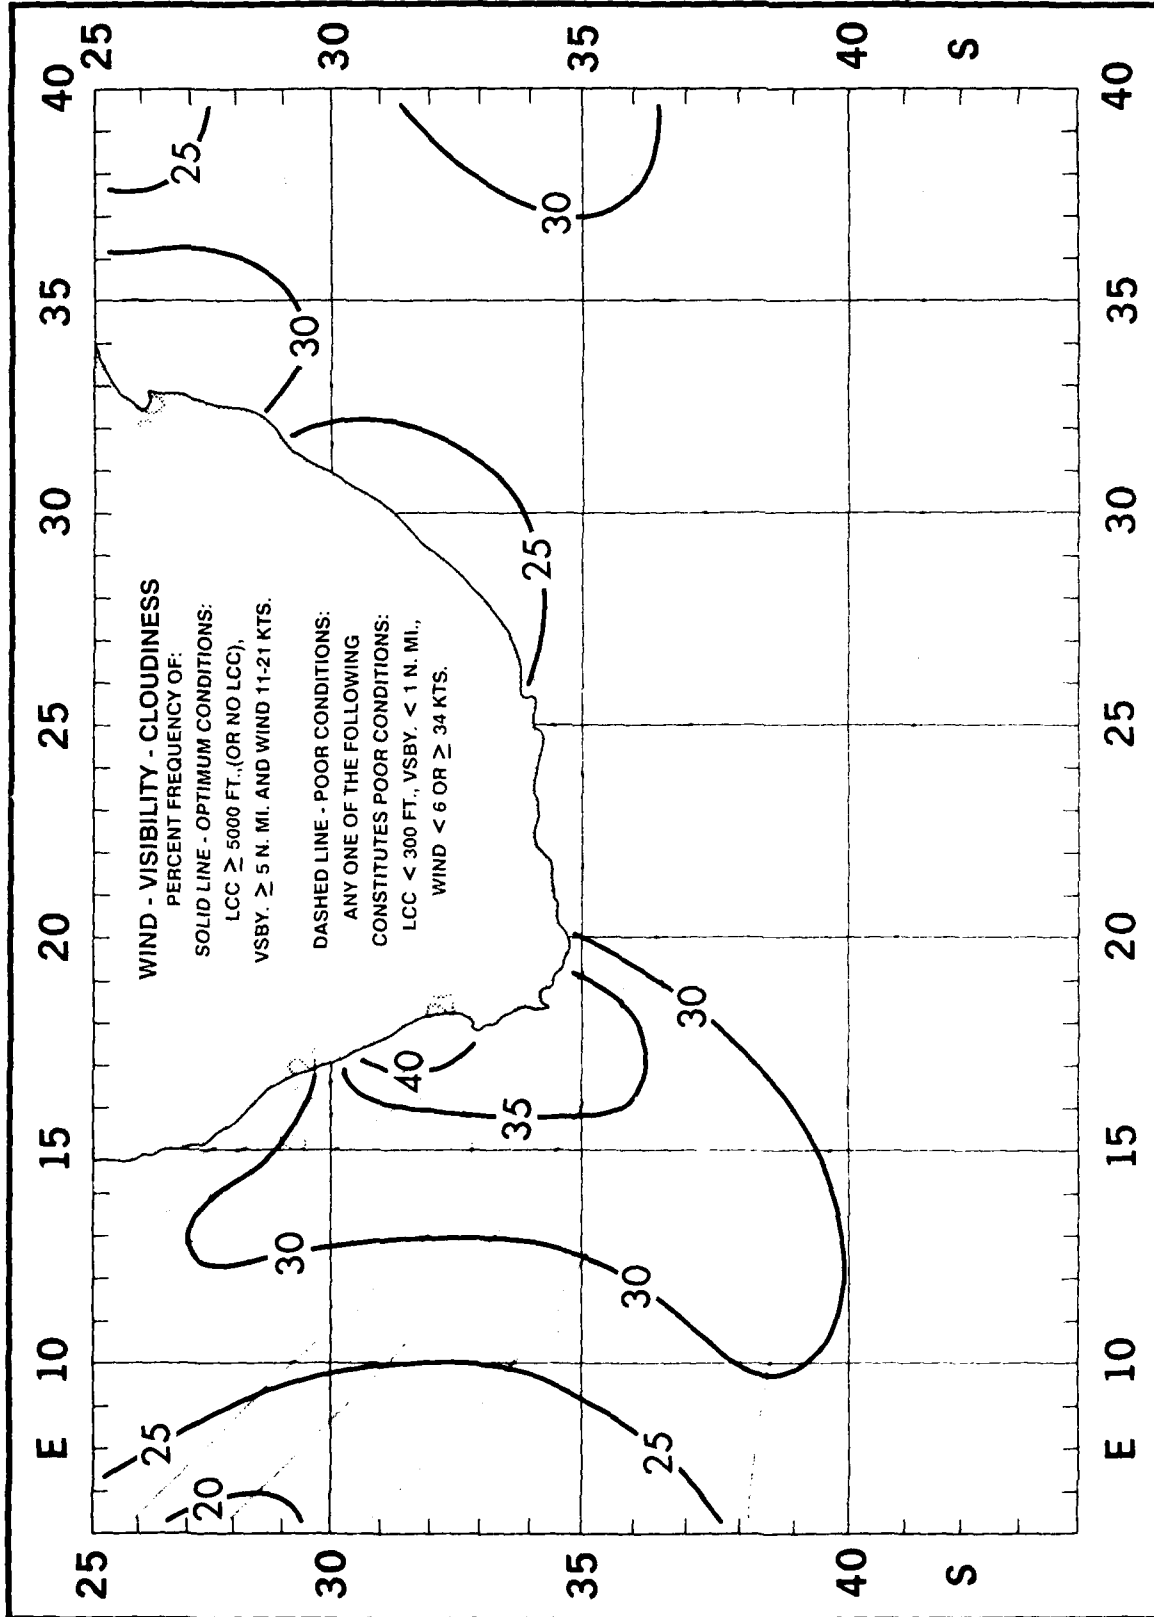 WIND - VISIBILITY - CLOUDINESS
PERCENT FREQUENCY OF:
SOLID LINE - OPTIMUM CONDITIONS:
LCC ≥ 5000 FT.,(OR NO LCC),
VSBY. ≥ 5 N. MI. AND WIND 11-21 KTS.
DASHED LINE - POOR CONDITIONS:
ANY ONE OF THE FOLLOWING
CONSTITUTES POOR CONDITIONS:
LCC < 300 FT., VSBY. < 1 N. MI.,
WIND < 6 OR ≥ 34 KTS.
E 10 15 20 25 30 35 40
25
30
35
40
S
25
30
35
40
S
20
25
25
30
30
30
35
40
25
30
25
30
E 10 15 20 25 30 35 40